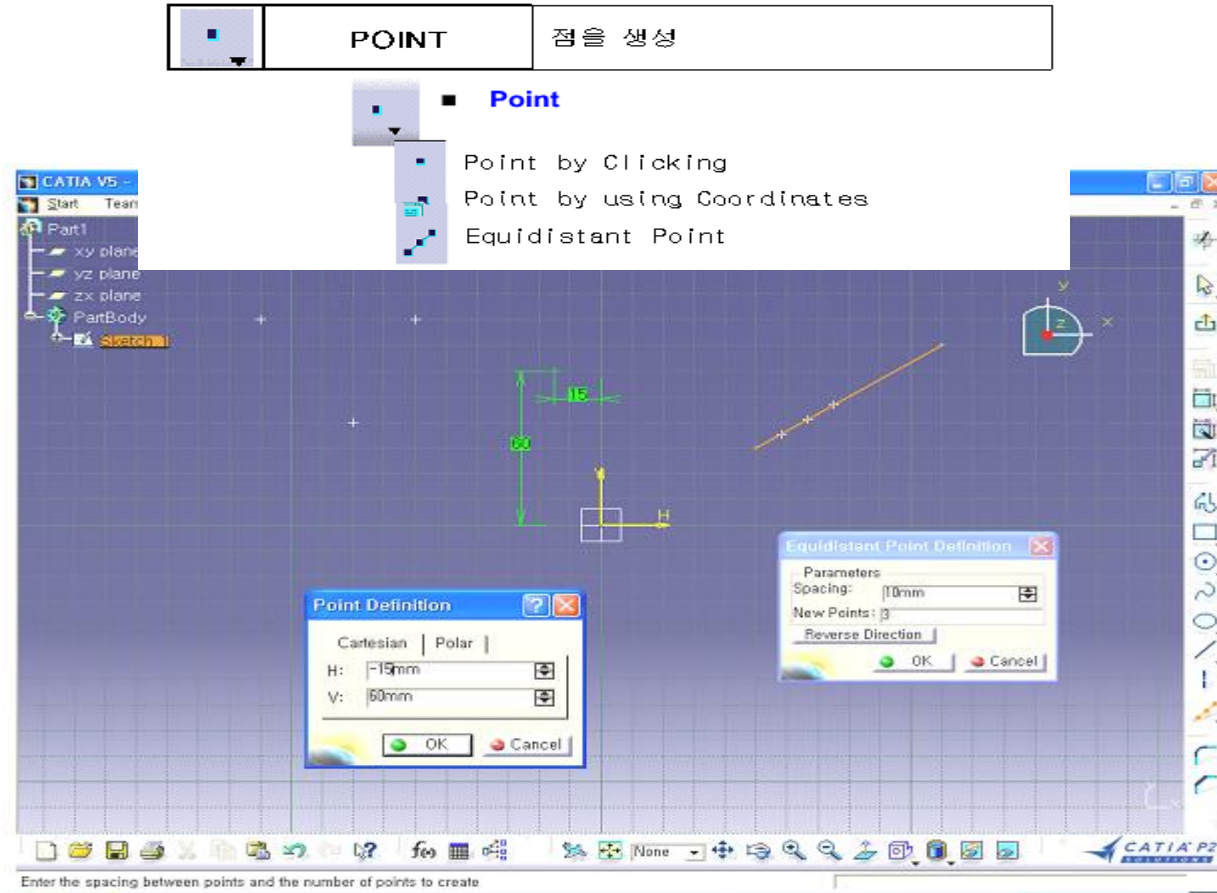 POINT 점을 생성
■ Point
Point by Clicking
Point by using Coordinates
Equidistant Point
CATIA V5 -
Start Team
Part1
xy plane
yz plane
zx plane
PartBody
Sketch.1
y
z x
15
60
V
H
Equidistant Point Definition
Parameters
Spacing: 10mm
New Points: 3
Reverse Direction
OK Cancel
Point Definition
Cartesian Polar
H: -15mm
V: 60mm
OK Cancel
f(x) None
CATIA P2
SOLUTIONS
Enter the spacing between points and the number of points to create